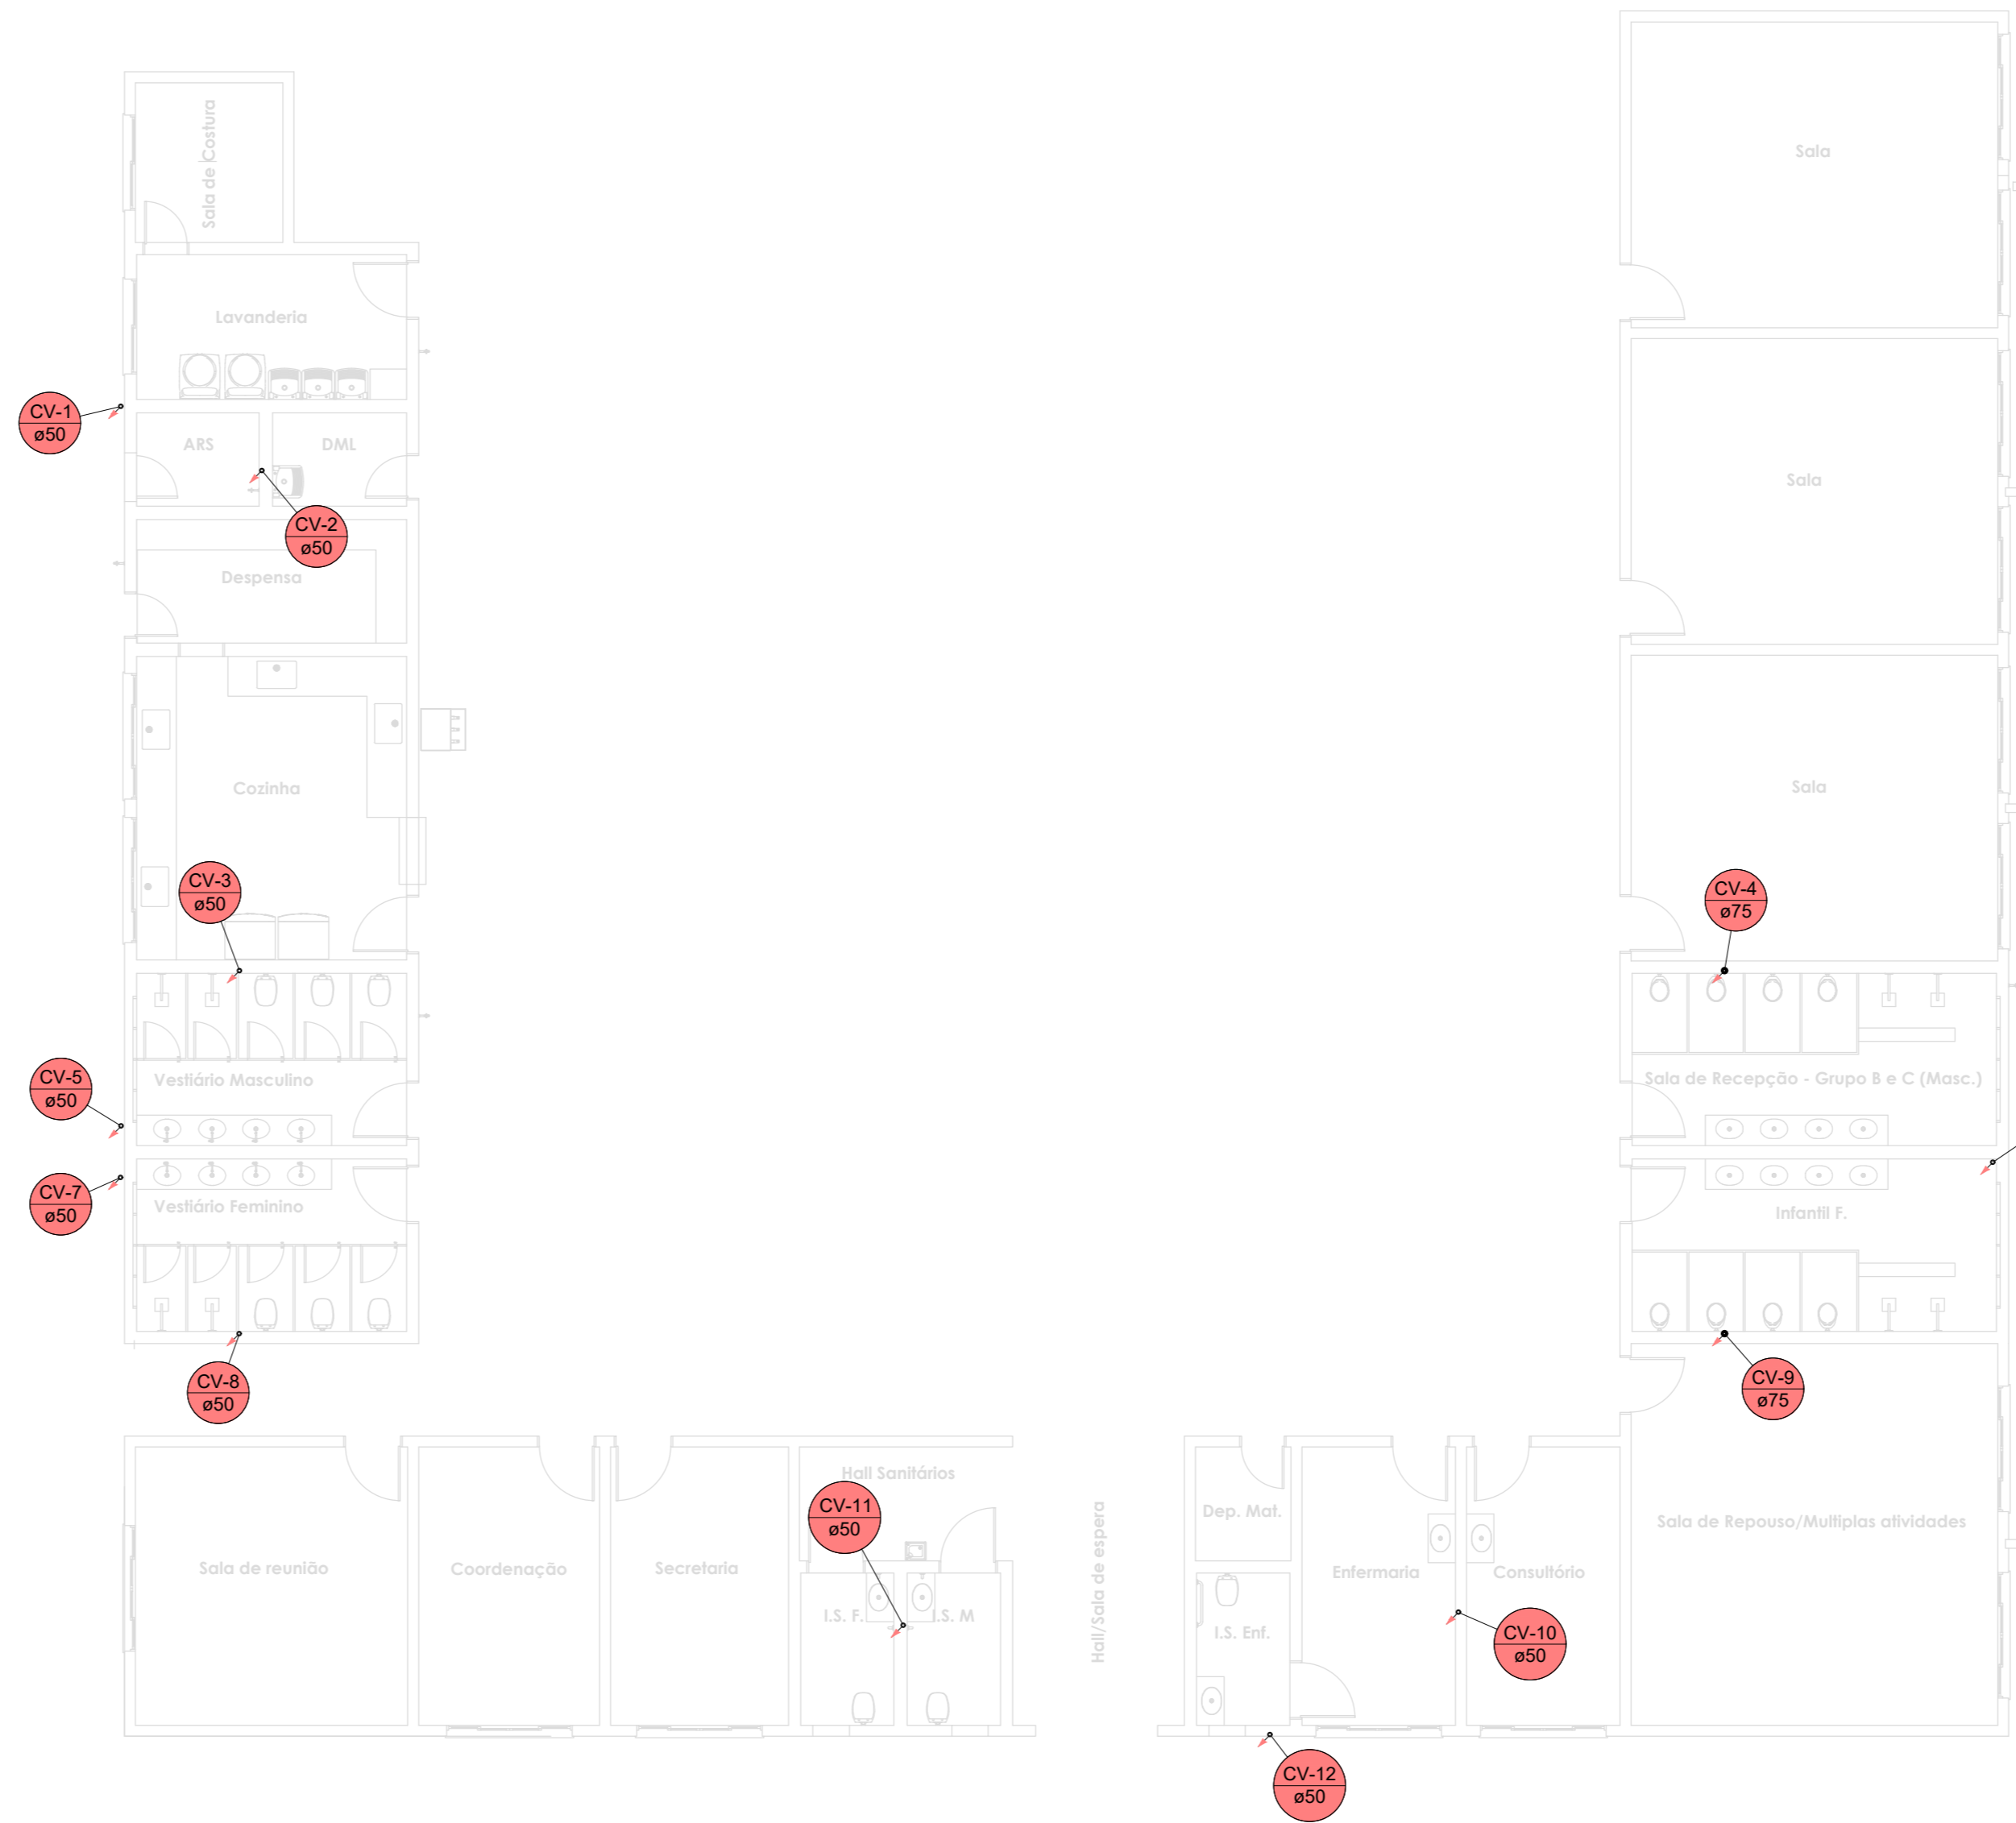 Sala de Costura
Sala
Lavanderia
CV-1
ø50
ARS
DML
Sala
CV-2
ø50
Despensa
Cozinha
Sala
CV-3
ø50
CV-4
ø75
CV-5
ø50
Vestiário Masculino
Sala de Recepção - Grupo B e C (Masc.)
CV-7
ø50
Vestiário Feminino
Infantil F.
CV-8
ø50
CV-9
ø75
Hall Sanitários
CV-11
ø50
Dep. Mat.
Sala de Repouso/Multiplas atividades
Sala de reunião
Coordenação
Secretaria
Hall/Sala de espera
Enfermaria
Consultório
I.S. F.
I.S. M
I.S. Enf.
CV-10
ø50
CV-12
ø50